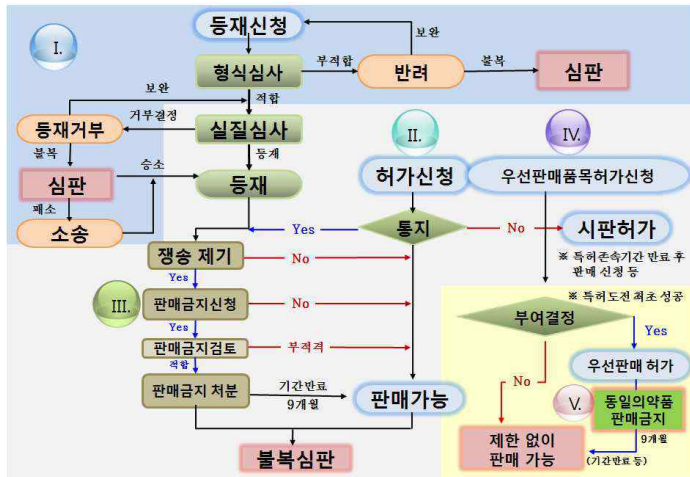 등재신청
I.
보완
형식심사
부적합
반려
불복
심판
보완
적합
등재거부
거부결정
실질심사
II.
IV.
불복
등재
심판
승소
등재
허가신청
우선판매품목허가신청
패소
소송
Yes
통지
No
시판허가
쟁송 제기
No
※ 특허존속기간 만료 후
판매 신청 등
Yes
III.
판매금지신청
No
※ 특허도전 최초 성공
부여결정
Yes
Yes
판매금지검토
부적격
우선판매 허가
적합
No
판매금지 처분
기간만료
9개월
판매가능
V.
동일의약품
판매금지
제한 없이
판매 가능
9개월
(기간만료 등)
불복심판